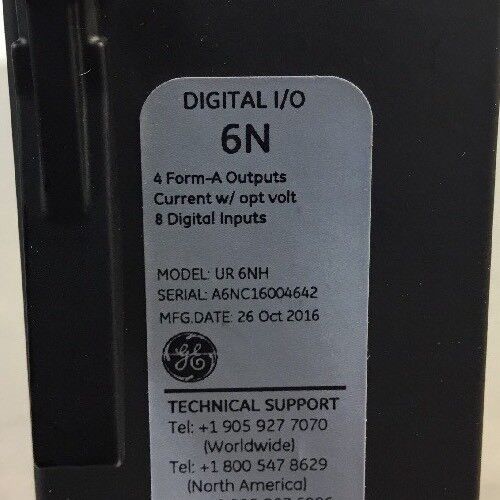 DIGITAL I/O
6N
4 Form-A Outputs
Current w/ opt volt
8 Digital Inputs
MODEL: UR 6NH
SERIAL: A6NC16004642
MFG.DATE: 26 Oct 2016
GE
TECHNICAL SUPPORT
Tel: +1 905 927 7070
(Worldwide)
Tel: +1 800 547 8629
(North America)